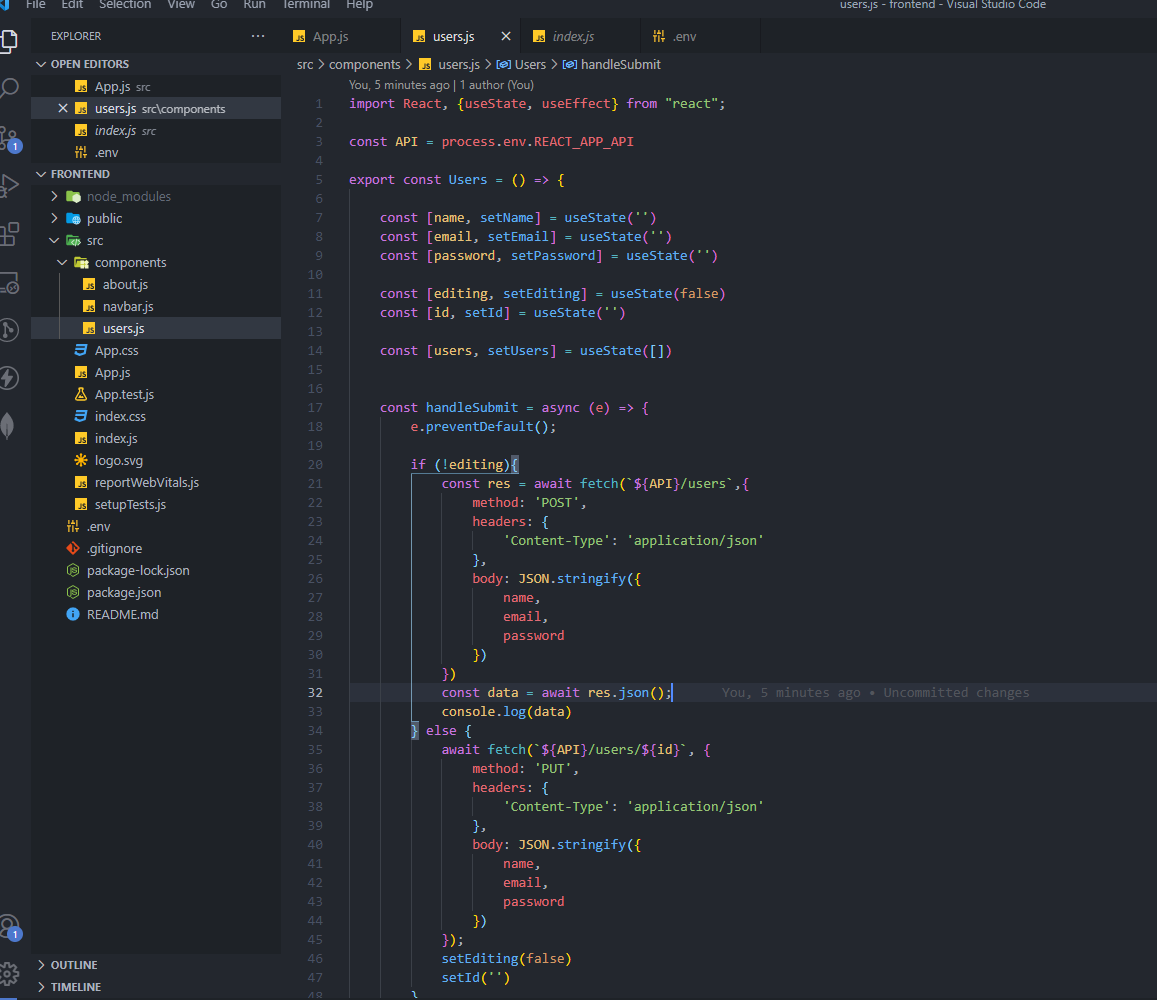 File Edit Selection View Go Run Terminal Help
users.js - frontend - Visual Studio Code
EXPLORER
OPEN EDITORS
App.js src
users.js src\components
index.js src
.env
FRONTEND
node_modules
public
src
components
about.js
navbar.js
users.js
App.css
App.js
App.test.js
index.css
index.js
logo.svg
reportWebVitals.js
setupTests.js
.env
.gitignore
package-lock.json
package.json
README.md
OUTLINE
TIMELINE
1
1
App.js users.js index.js .env
src > components > users.js > Users > handleSubmit
You, 5 minutes ago | 1 author (You)
1 import React, {useState, useEffect} from "react";
2
3 const API = process.env.REACT_APP_API
4
5 export const Users = () => {
6
7     const [name, setName] = useState('')
8     const [email, setEmail] = useState('')
9     const [password, setPassword] = useState('')
10
11     const [editing, setEditing] = useState(false)
12     const [id, setId] = useState('')
13
14     const [users, setUsers] = useState([])
15
16
17     const handleSubmit = async (e) => {
18         e.preventDefault();
19
20         if (!editing){
21             const res = await fetch(`${API}/users`,{
22                 method: 'POST',
23                 headers: {
24                     'Content-Type': 'application/json'
25                 },
26                 body: JSON.stringify({
27                     name,
28                     email,
29                     password
30                 })
31             })
32             const data = await res.json(); You, 5 minutes ago • Uncommitted changes
33             console.log(data)
34         } else {
35             await fetch(`${API}/users/${id}`, {
36                 method: 'PUT',
37                 headers: {
38                     'Content-Type': 'application/json'
39                 },
40                 body: JSON.stringify({
41                     name,
42                     email,
43                     password
44                 })
45             });
46             setEditing(false)
47             setId('')
48         }